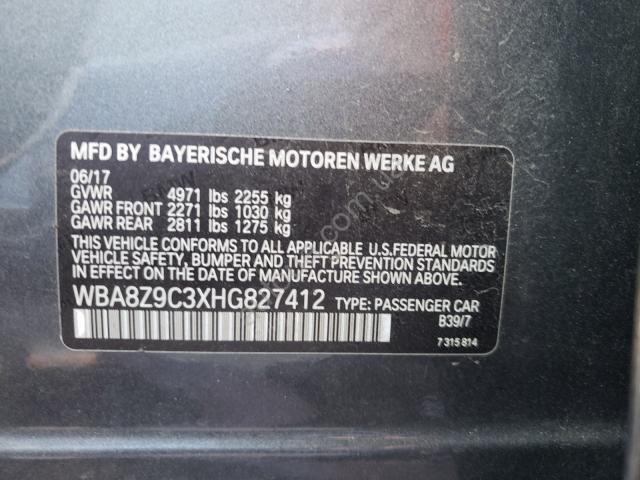 MFD BY BAYERISCHE MOTOREN WERKE AG
06/17
GVWR 4971 lbs 2255 kg
GAWR FRONT 2271 lbs 1030 kg
GAWR REAR 2811 lbs 1275 kg
THIS VEHICLE CONFORMS TO ALL APPLICABLE U.S.FEDERAL MOTOR
VEHICLE SAFETY, BUMPER AND THEFT PREVENTION STANDARDS
IN EFFECT ON THE DATE OF MANUFACTURE SHOWN ABOVE.
WBA8Z9C3XHG827412 TYPE: PASSENGER CAR
B39/7
7 315 814